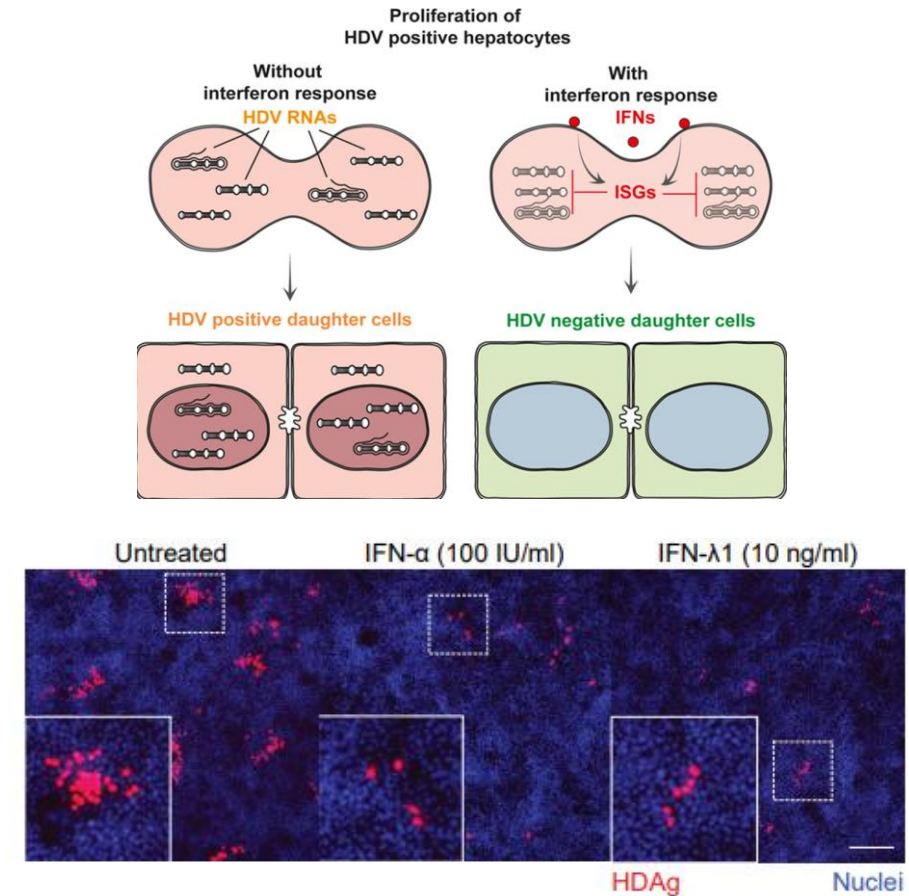 Proliferation of
HDV positive hepatocytes
Without
interferon response
HDV RNAs
With
interferon response
IFNs
ISGs
HDV positive daughter cells
HDV negative daughter cells
Untreated
IFN-α (100 IU/ml)
IFN-λ1 (10 ng/ml)
HDAg
Nuclei